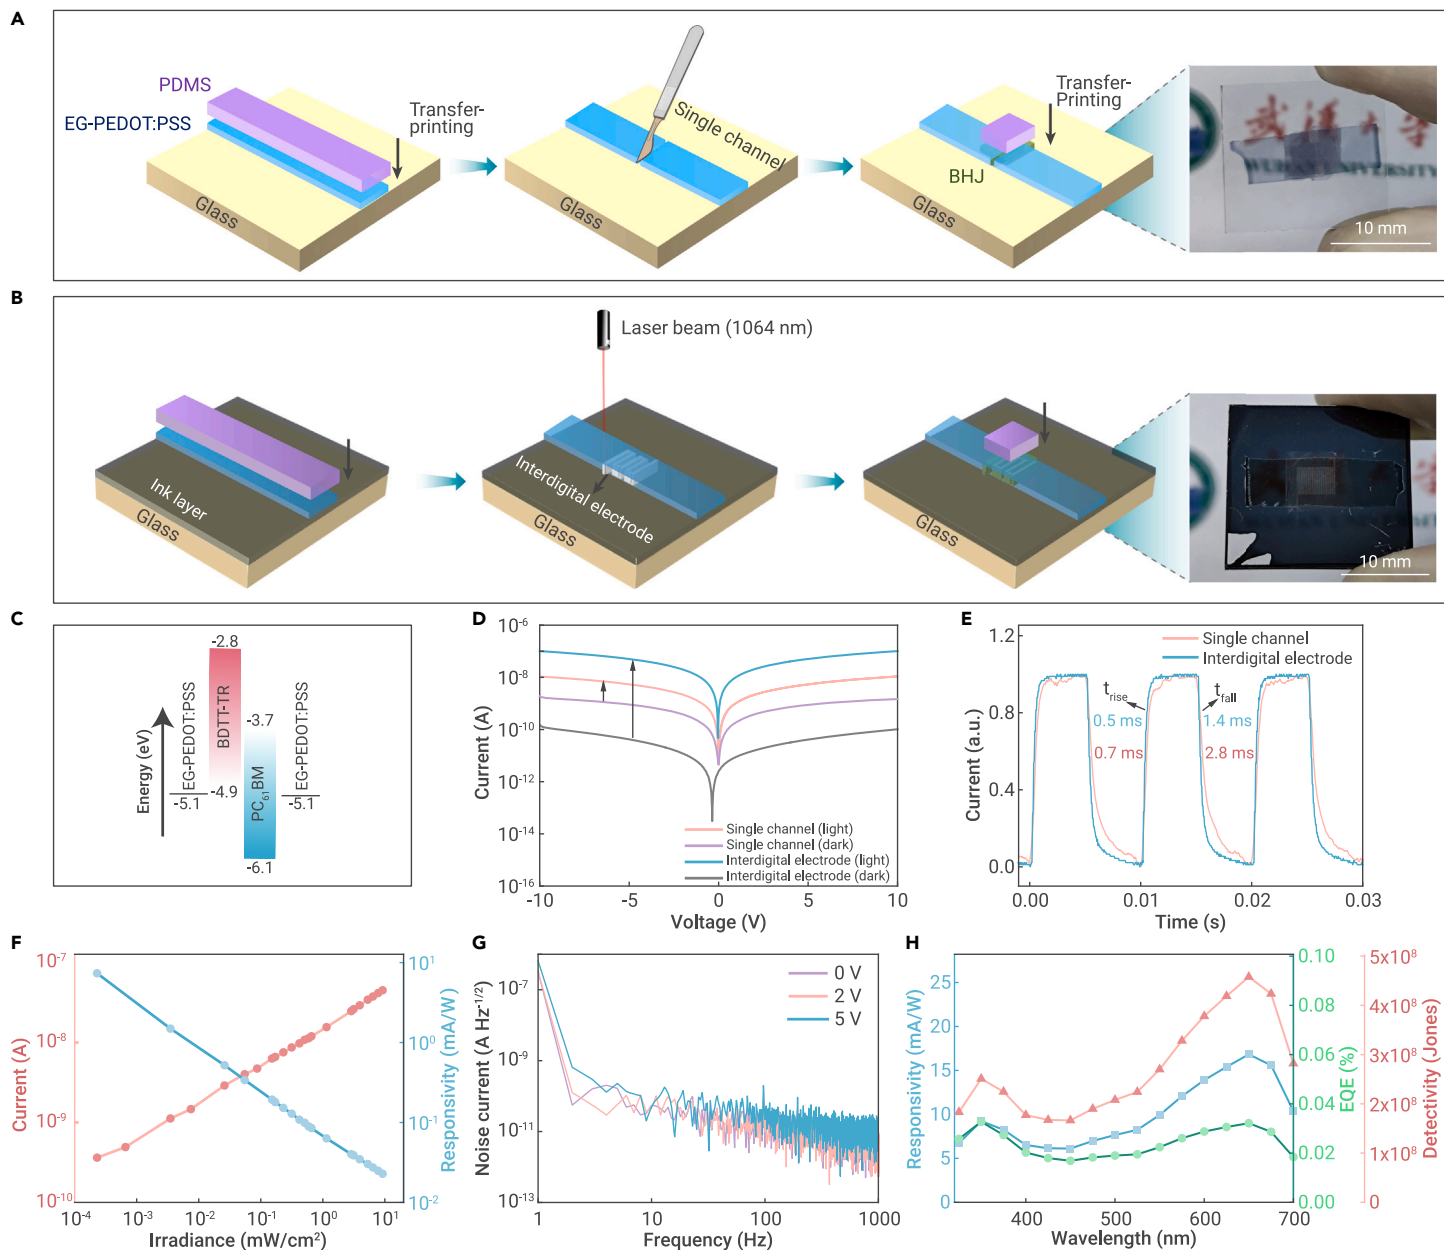 A
PDMS
EG-PEDOT:PSS
Transfer-
printing
Glass
Single channel
Glass
Transfer-
Printing
BHJ
Glass
武漢大学
WUHAN UNIVERSITY
10 mm
B
Laser beam (1064 nm)
Ink layer
Glass
Interdigital electrode
Glass
Glass
10 mm
C
Energy (eV)
EG-PEDOT:PSS
-5.1
-2.8
BDTT-TR
-4.9
-3.7
PC61BM
-6.1
EG-PEDOT:PSS
-5.1
D
Current (A)
10-6
10-8
10-10
10-12
10-14
10-16
Single channel (light)
Single channel (dark)
Interdigital electrode (light)
Interdigital electrode (dark)
-10
-5
0
5
10
Voltage (V)
E
Current (a.u.)
1.2
0.8
0.4
0.0
Single channel
Interdigital electrode
trise
tfall
0.5 ms
1.4 ms
0.7 ms
2.8 ms
0.00
0.01
0.02
0.03
Time (s)
F
Current (A)
10-7
10-8
10-9
10-10
10-4
10-3
10-2
10-1
100
101
Irradiance (mW/cm2)
101
100
10-1
10-2
Responsivity (mA/W)
G
Noise current (A Hz-1/2)
10-7
10-9
10-11
10-13
0 V
2 V
5 V
1
10
100
1000
Frequency (Hz)
H
Responsivity (mA/W)
25
20
15
10
5
0
400
500
600
700
Wavelength (nm)
0.10
0.08
0.06
0.04
0.02
0.00
EQE (%)
5x108
4x108
3x108
2x108
1x108
0
Detectivity (Jones)